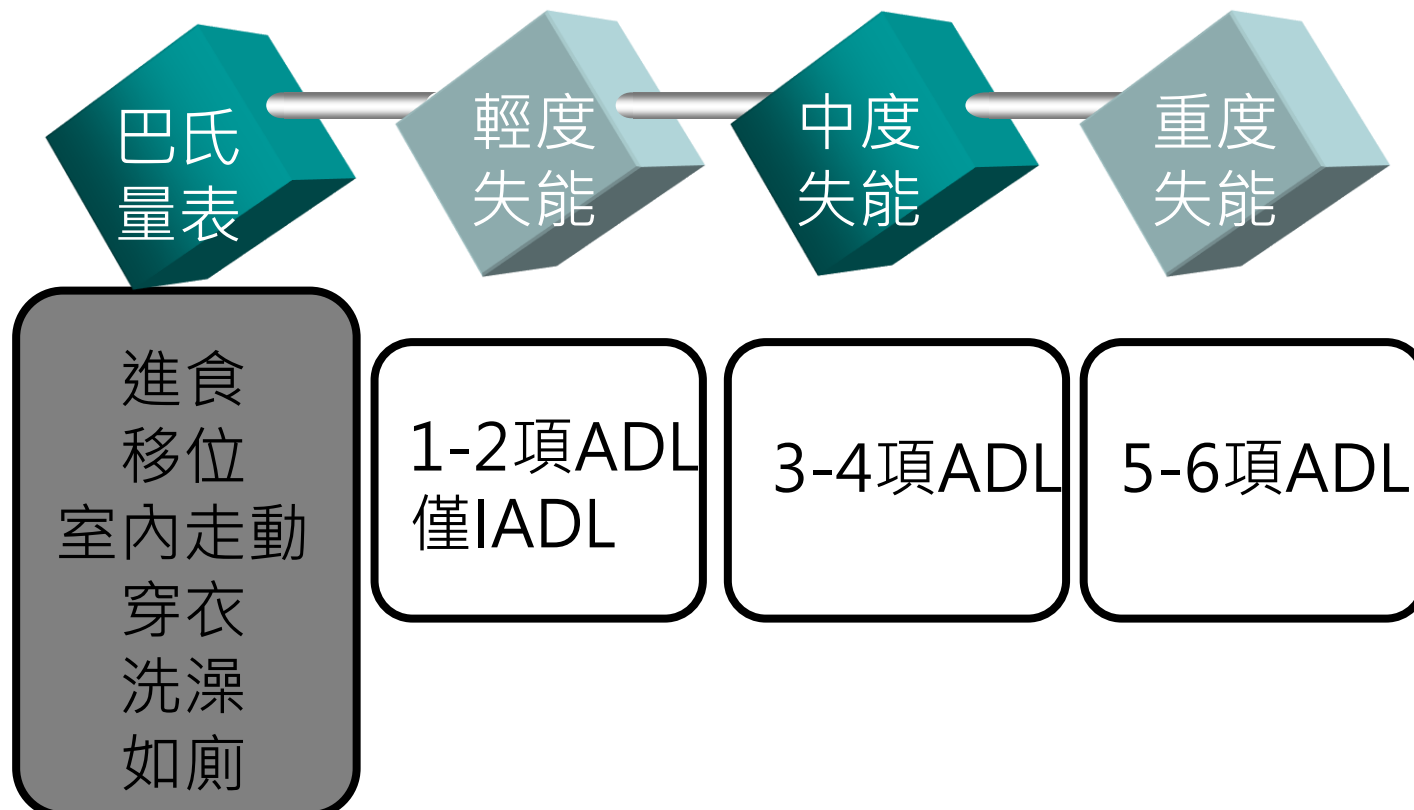 巴氏
量表
輕度
失能
中度
失能
重度
失能
進食
移位
室內走動
穿衣
洗澡
如廁
1-2項ADL
僅IADL
3-4項ADL
5-6項ADL